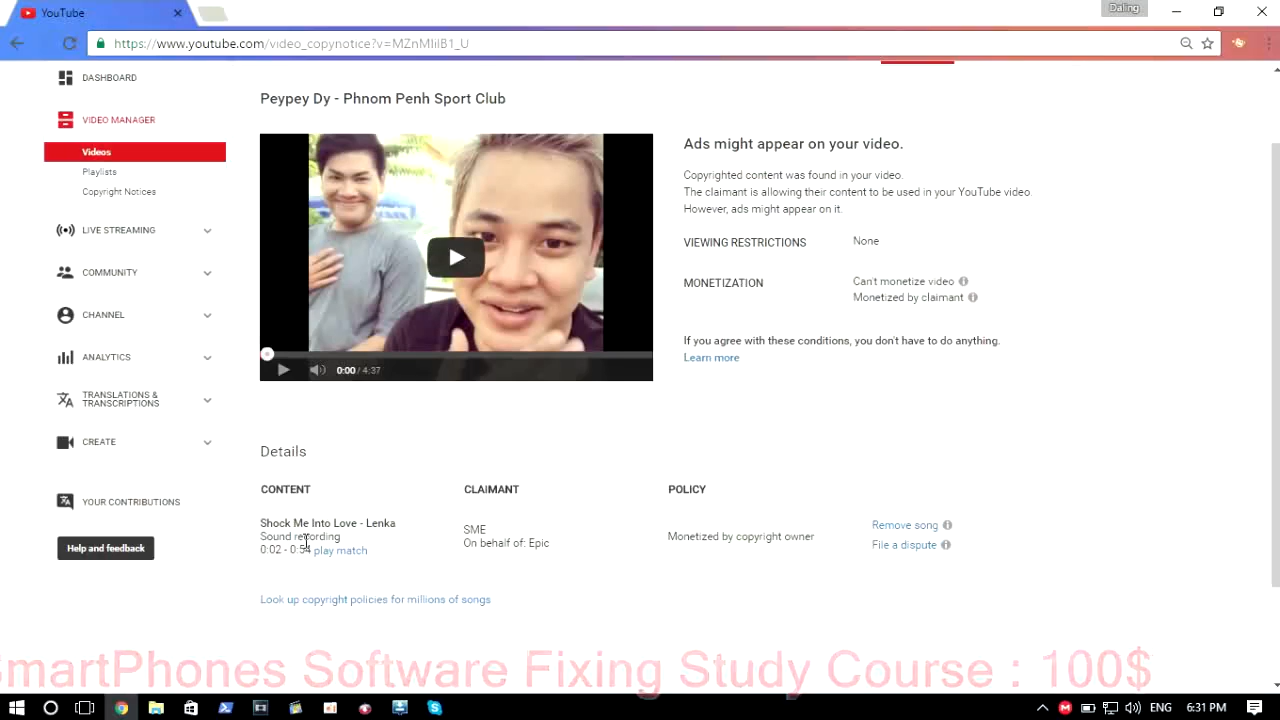 YouTube
Daling
https://www.youtube.com/video_copynotice?v=MZnMIiIB1_U
DASHBOARD
VIDEO MANAGER
Videos
Playlists
Copyright Notices
LIVE STREAMING
COMMUNITY
CHANNEL
ANALYTICS
TRANSLATIONS &
TRANSCRIPTIONS
CREATE
YOUR CONTRIBUTIONS
Help and feedback
Peypey Dy - Phnom Penh Sport Club
0:00 / 4:37
Ads might appear on your video.
Copyrighted content was found in your video.
The claimant is allowing their content to be used in your YouTube video.
However, ads might appear on it.
VIEWING RESTRICTIONS None
MONETIZATION Can't monetize video
Monetized by claimant
If you agree with these conditions, you don't have to do anything.
Learn more
Details
CONTENT CLAIMANT POLICY
Shock Me Into Love - Lenka
Sound recording
0:02 - 0:54 play match
SME
On behalf of: Epic
Monetized by copyright owner
Remove song
File a dispute
Look up copyright policies for millions of songs
SmartPhones Software Fixing Study Course : 100$
ENG 6:31 PM